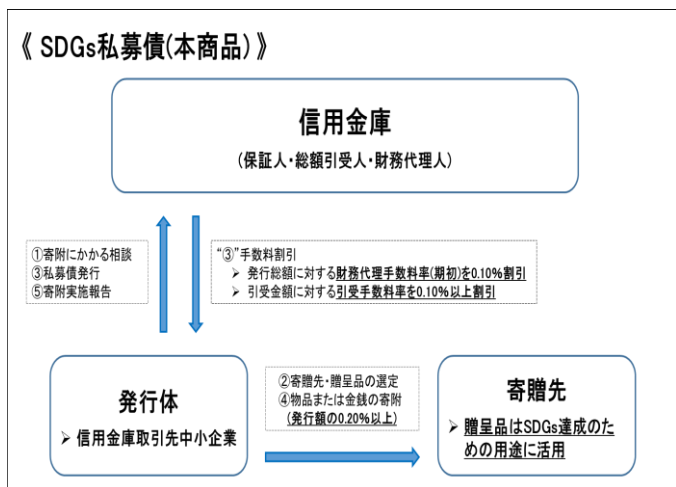 《 SDGs私募債(本商品) 》
信用金庫
(保証人・総額引受人・財務代理人)
①寄附にかかる相談
③私募債発行
⑤寄附実施報告
“③”手数料割引
➢ 発行総額に対する財務代理手数料率(期初)を0.10%割引
➢ 引受金額に対する引受手数料率を0.10%以上割引
発行体
➢ 信用金庫取引先中小企業
②寄贈先・贈呈品の選定
④物品または金銭の寄附
(発行額の0.20%以上)
寄贈先
➢ 贈呈品はSDGs達成のた
めの用途に活用